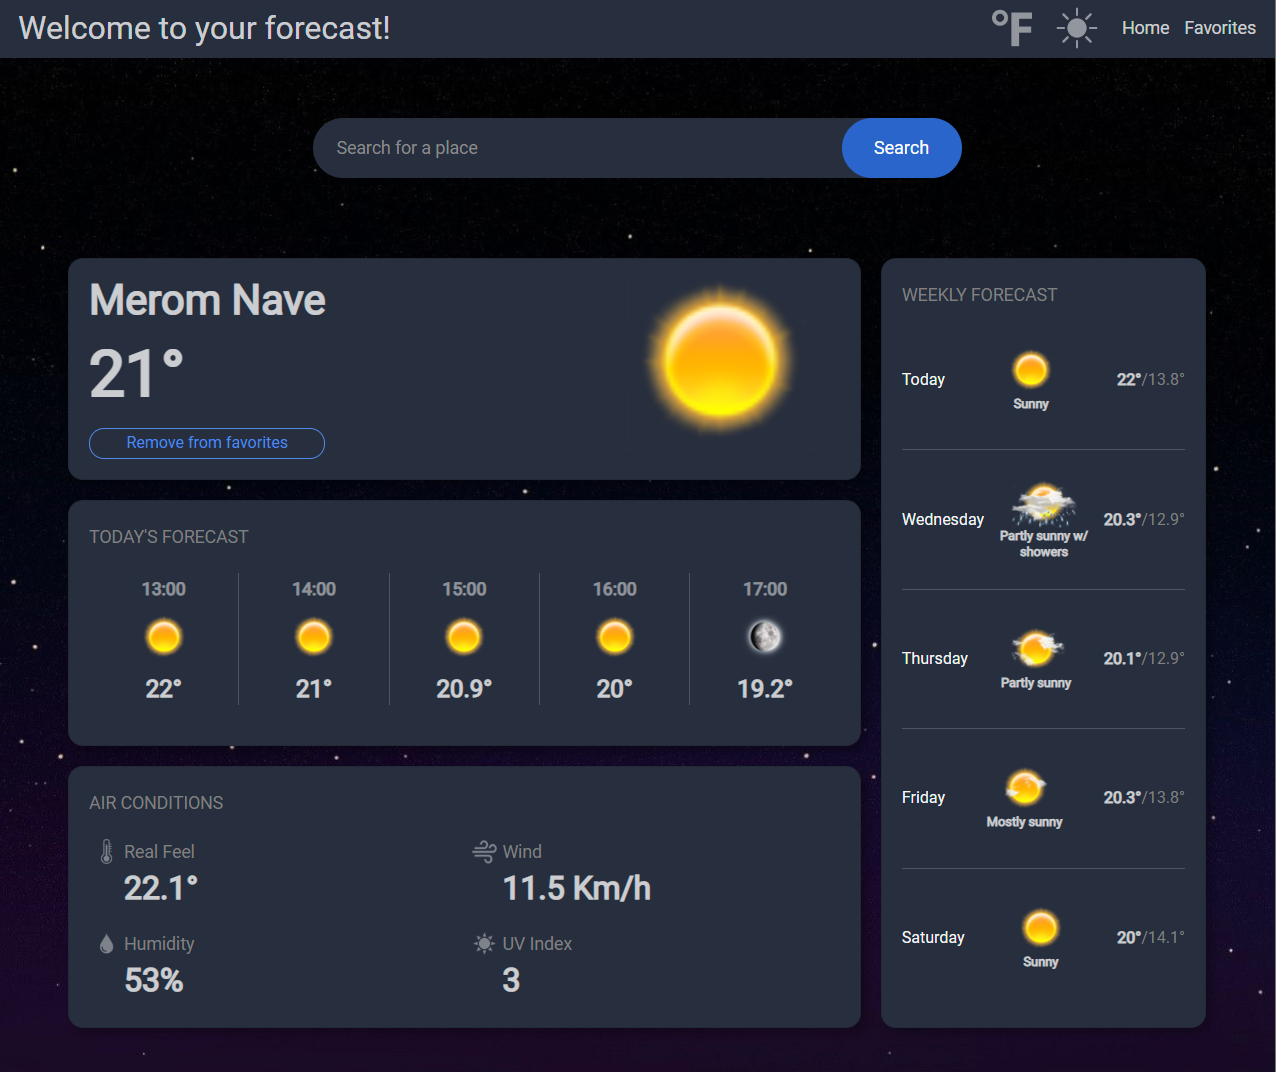 Welcome to your forecast!
°F
Home
Favorites
Search for a place
Search
Merom Nave
21°
Remove from favorites
TODAY'S FORECAST
13:00
14:00
15:00
16:00
17:00
22°
21°
20.9°
20°
19.2°
AIR CONDITIONS
Real Feel
22.1°
Wind
11.5 Km/h
Humidity
53%
UV Index
3
WEEKLY FORECAST
Today
Sunny
22°/13.8°
Wednesday
Partly sunny w/
showers
20.3°/12.9°
Thursday
Partly sunny
20.1°/12.9°
Friday
Mostly sunny
20.3°/13.8°
Saturday
Sunny
20°/14.1°